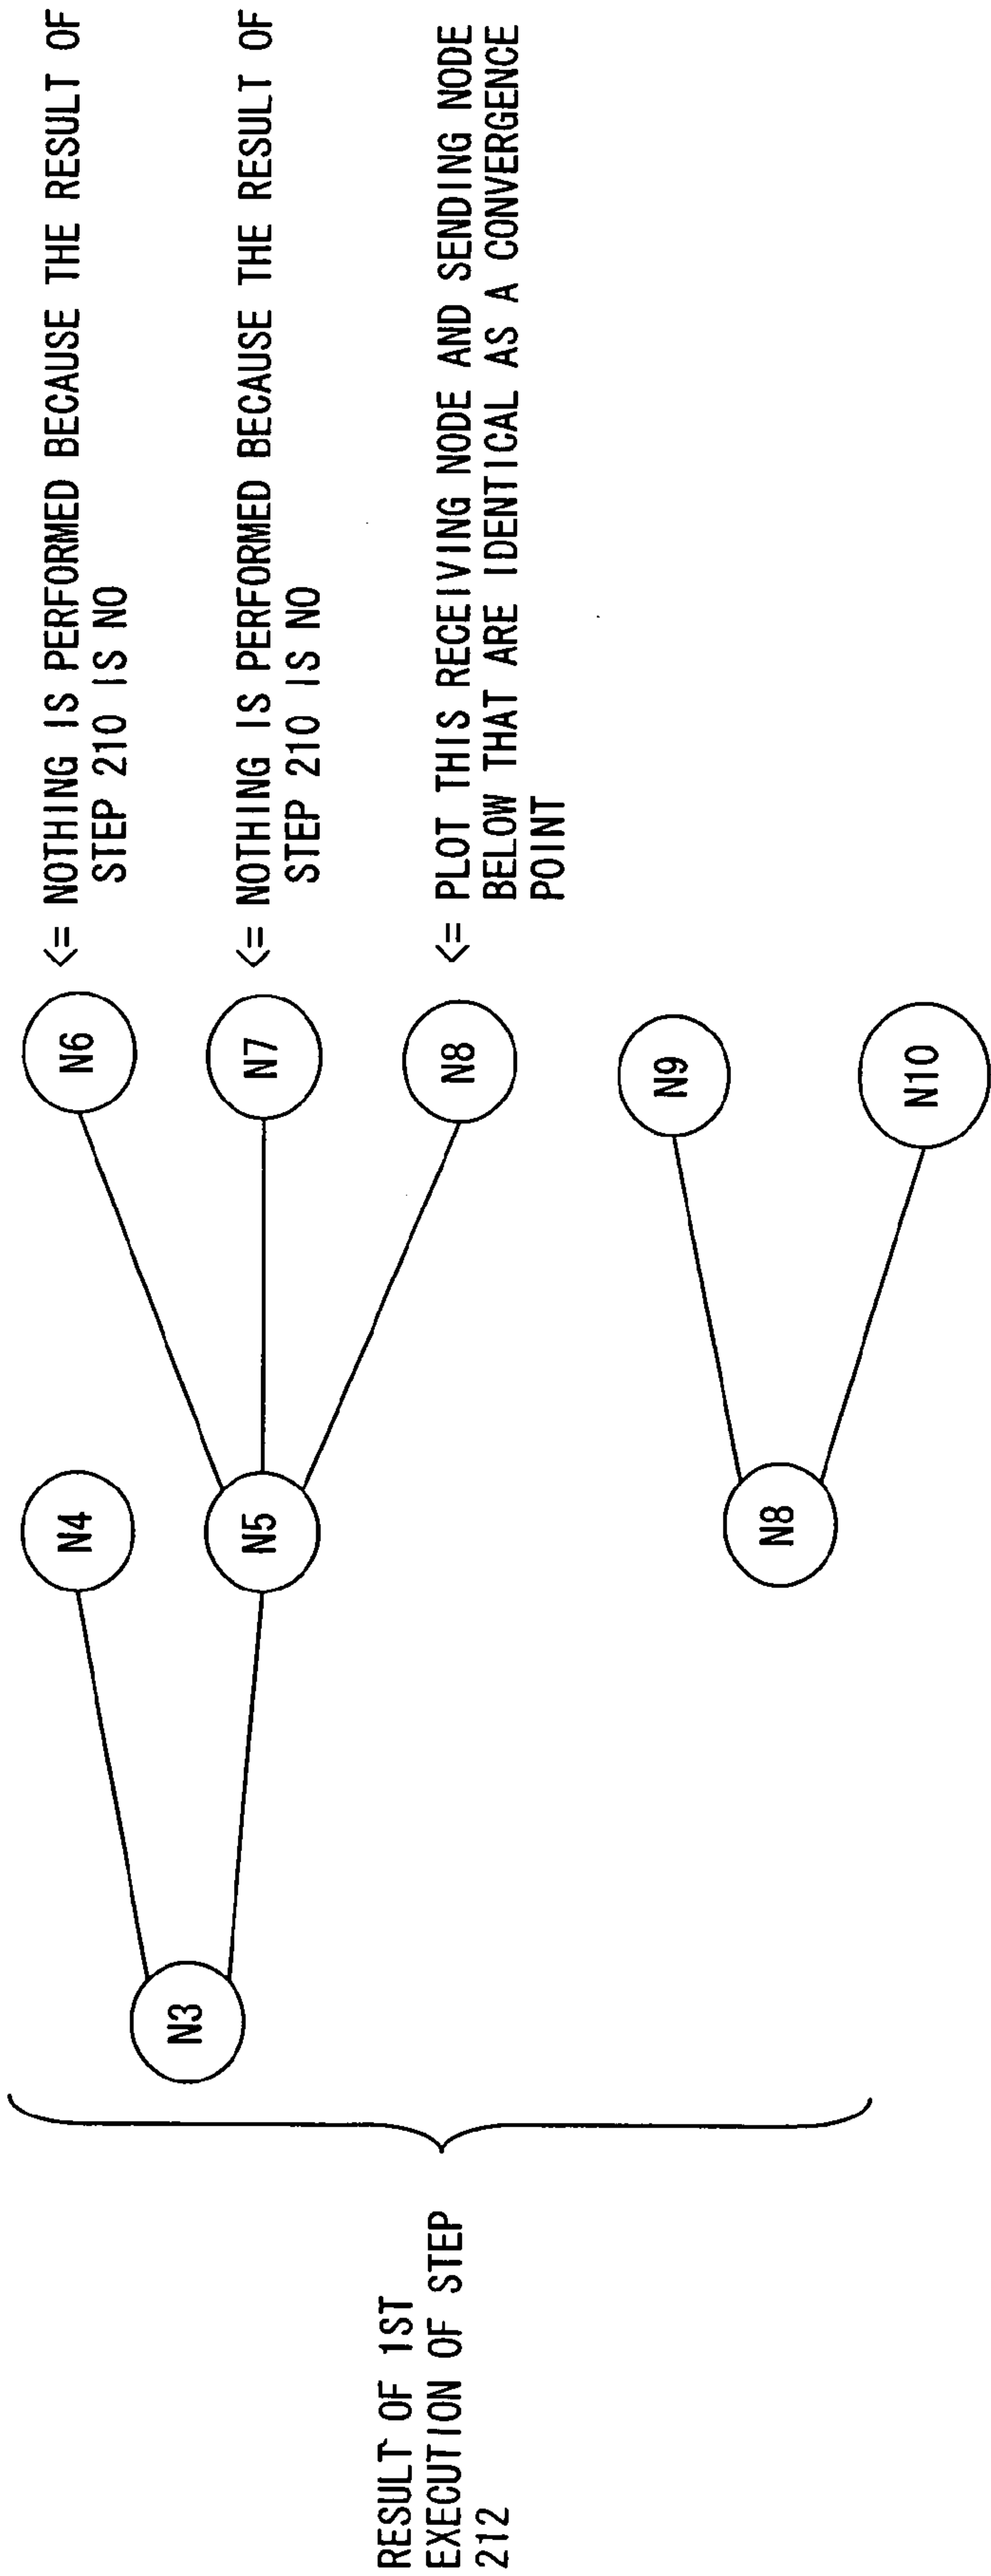 RESULT OF 1ST
EXECUTION OF STEP
212
N3
N4
N5
N6
<= NOTHING IS PERFORMED BECAUSE THE RESULT OF
STEP 210 IS NO
N7
<= NOTHING IS PERFORMED BECAUSE THE RESULT OF
STEP 210 IS NO
N8
<= PLOT THIS RECEIVING NODE AND SENDING NODE
BELOW THAT ARE IDENTICAL AS A CONVERGENCE
POINT
N8
N9
N10